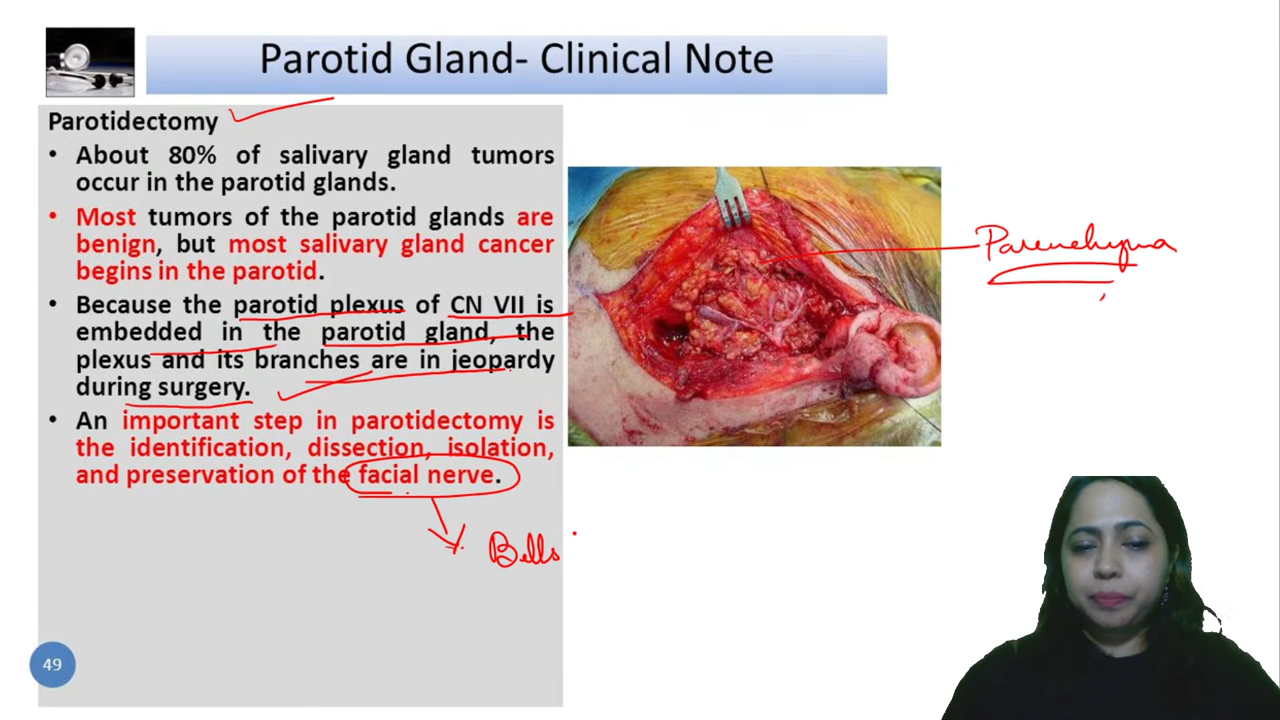 Parotid Gland- Clinical Note
Parotidectomy
• About 80% of salivary gland tumors
occur in the parotid glands.
• Most tumors of the parotid glands are
benign, but most salivary gland cancer
begins in the parotid.
• Because the parotid plexus of CN VII is
embedded in the parotid gland, the
plexus and its branches are in jeopardy
during surgery.
• An important step in parotidectomy is
the identification, dissection, isolation,
and preservation of the facial nerve.
Bells
Parenchyma
49